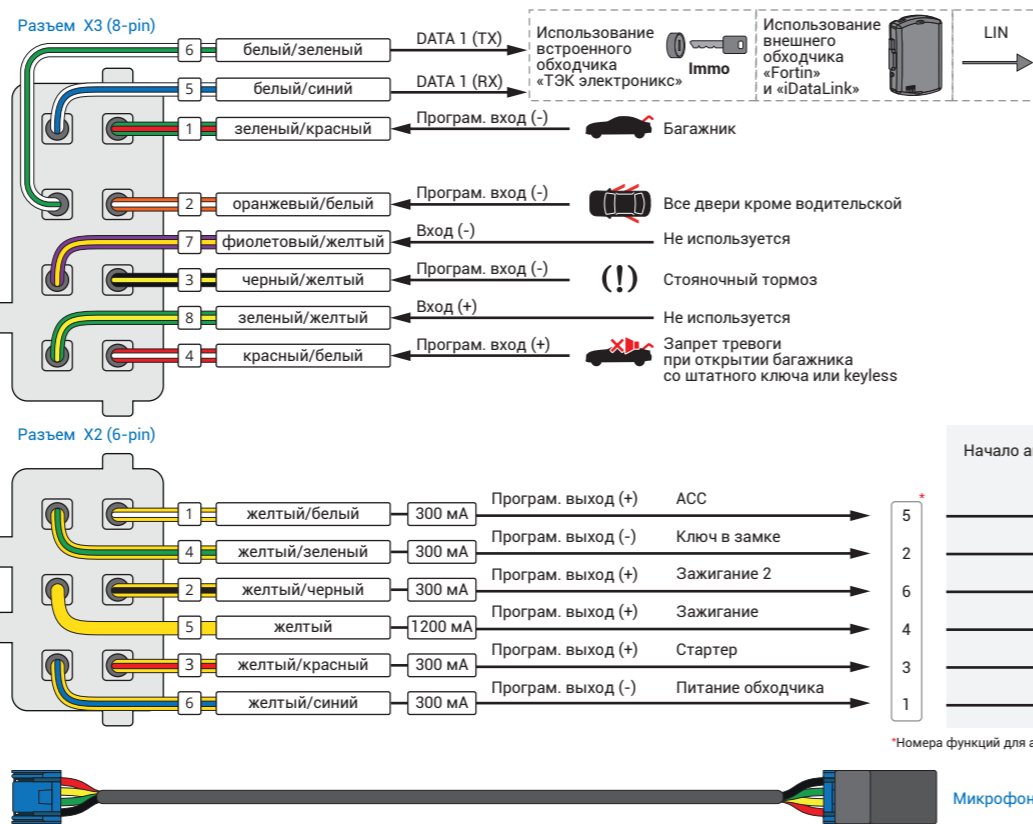 Разъем X3 (8-pin)
6 белый/зеленый DATA 1 (TX)
5 белый/синий DATA 1 (RX)
Использование
встроенного
обходчика
«ТЭК электроникс»
Immo
Использование
внешнего
обходчика
«Fortin»
и «iDataLink»
LIN
1 зеленый/красный Програм. вход (-) Багажник
2 оранжевый/белый Програм. вход (-) Все двери кроме водительской
7 фиолетовый/желтый Вход (-) Не используется
3 черный/желтый Програм. вход (-) (!) Стояночный тормоз
8 зеленый/желтый Вход (+) Не используется
4 красный/белый Програм. вход (+) Запрет тревоги
при открытии багажника
со штатного ключа или keyless
Разъем X2 (6-pin)
Начало а
*
1 желтый/белый 300 мА Програм. выход (+) ACC 5
4 желтый/зеленый 300 мА Програм. выход (-) Ключ в замке 2
2 желтый/черный 300 мА Програм. выход (+) Зажигание 2 6
5 желтый 1200 мА Програм. выход (+) Зажигание 4
3 желтый/красный 300 мА Програм. выход (+) Стартер 3
6 желтый/синий 300 мА Програм. выход (-) Питание обходчика 1
*Номера функций для а
Микрофон